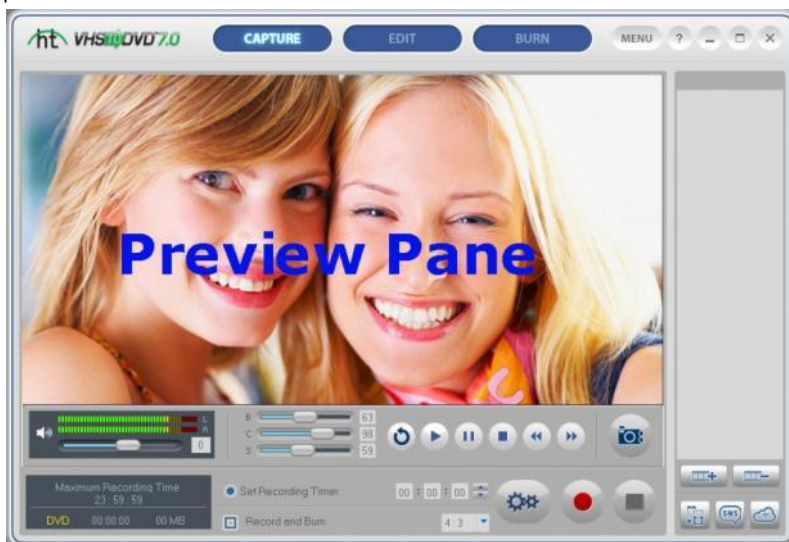 ht VHS to DVD 7.0
CAPTURE EDIT BURN MENU ?
Preview Pane
L
R
0
B 63
C 98
S 59
Maximum Recording Time
23 : 59 : 59
DVD 00:00:00 00 MB
Set Recording Timer 00 : 00 : 00
Record and Burn 4 : 3
SNS